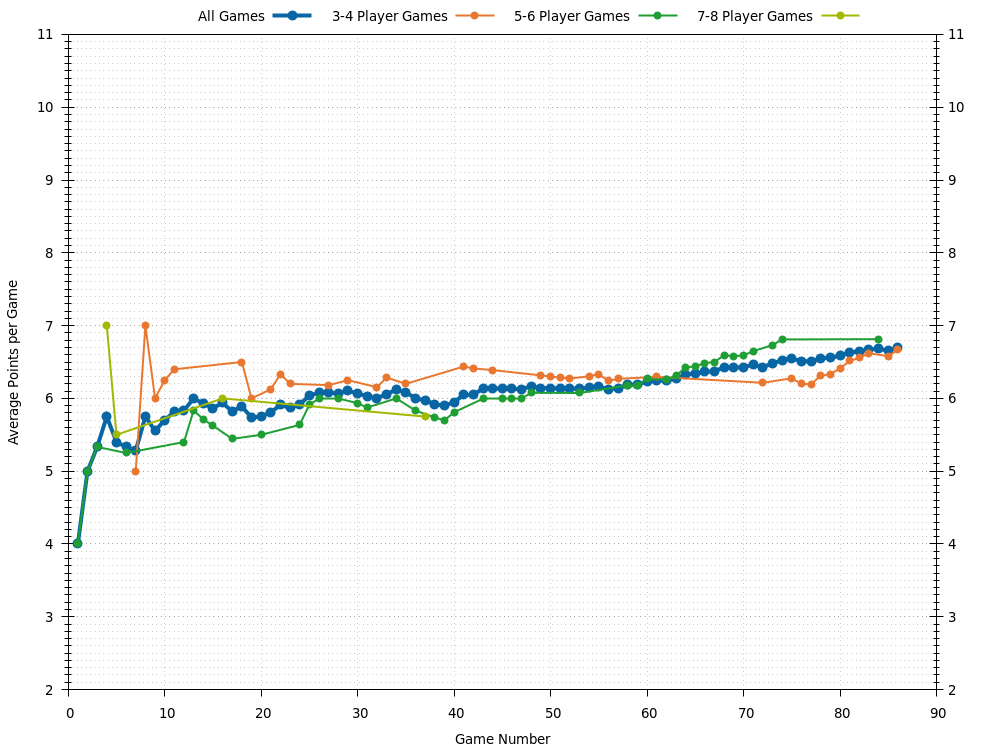 All Games 3-4 Player Games 5-6 Player Games 7-8 Player Games
11 11
10 10
9 9
8 8
7 7
6 6
5 5
4 4
3 3
2 2
Average Points per Game
0 10 20 30 40 50 60 70 80 90
Game Number